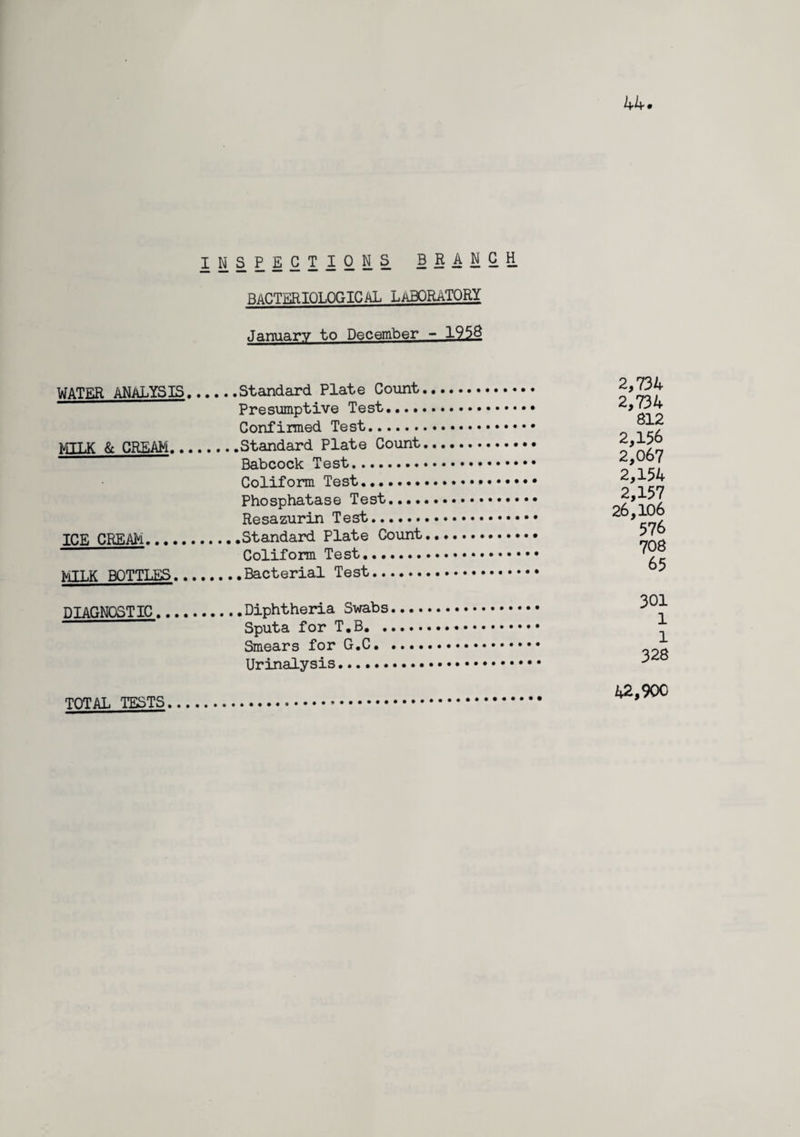 44.
INSPECTIONS BRANCH
BACTERIOLOGICAL LABORATORY
January to December - 1958
WATER ANALYSIS......Standard Plate Count............. 2,734
Presumptive Test................. 2,734
Confirmed Test................... 812
MILK & CREAM........Standard Plate Count............. 2,156
Babcock Test..................... 2,067
Coliform Test.................... 2,154
Phosphatase Test................. 2,157
Resazurin Test................... 26,106
ICE CREAM...........Standard Plate Count............. 576
Coliform Test.................... 708
MILK BOTTLES........Bacterial Test................... 65
DIAGNOSTIC..........Diphtheria Swabs................. 301
Sputa for T.B. .................. 1
Smears for G.C. ................. 1
Urinalysis....................... 328
TOTAL TESTS.......................................... 42,900